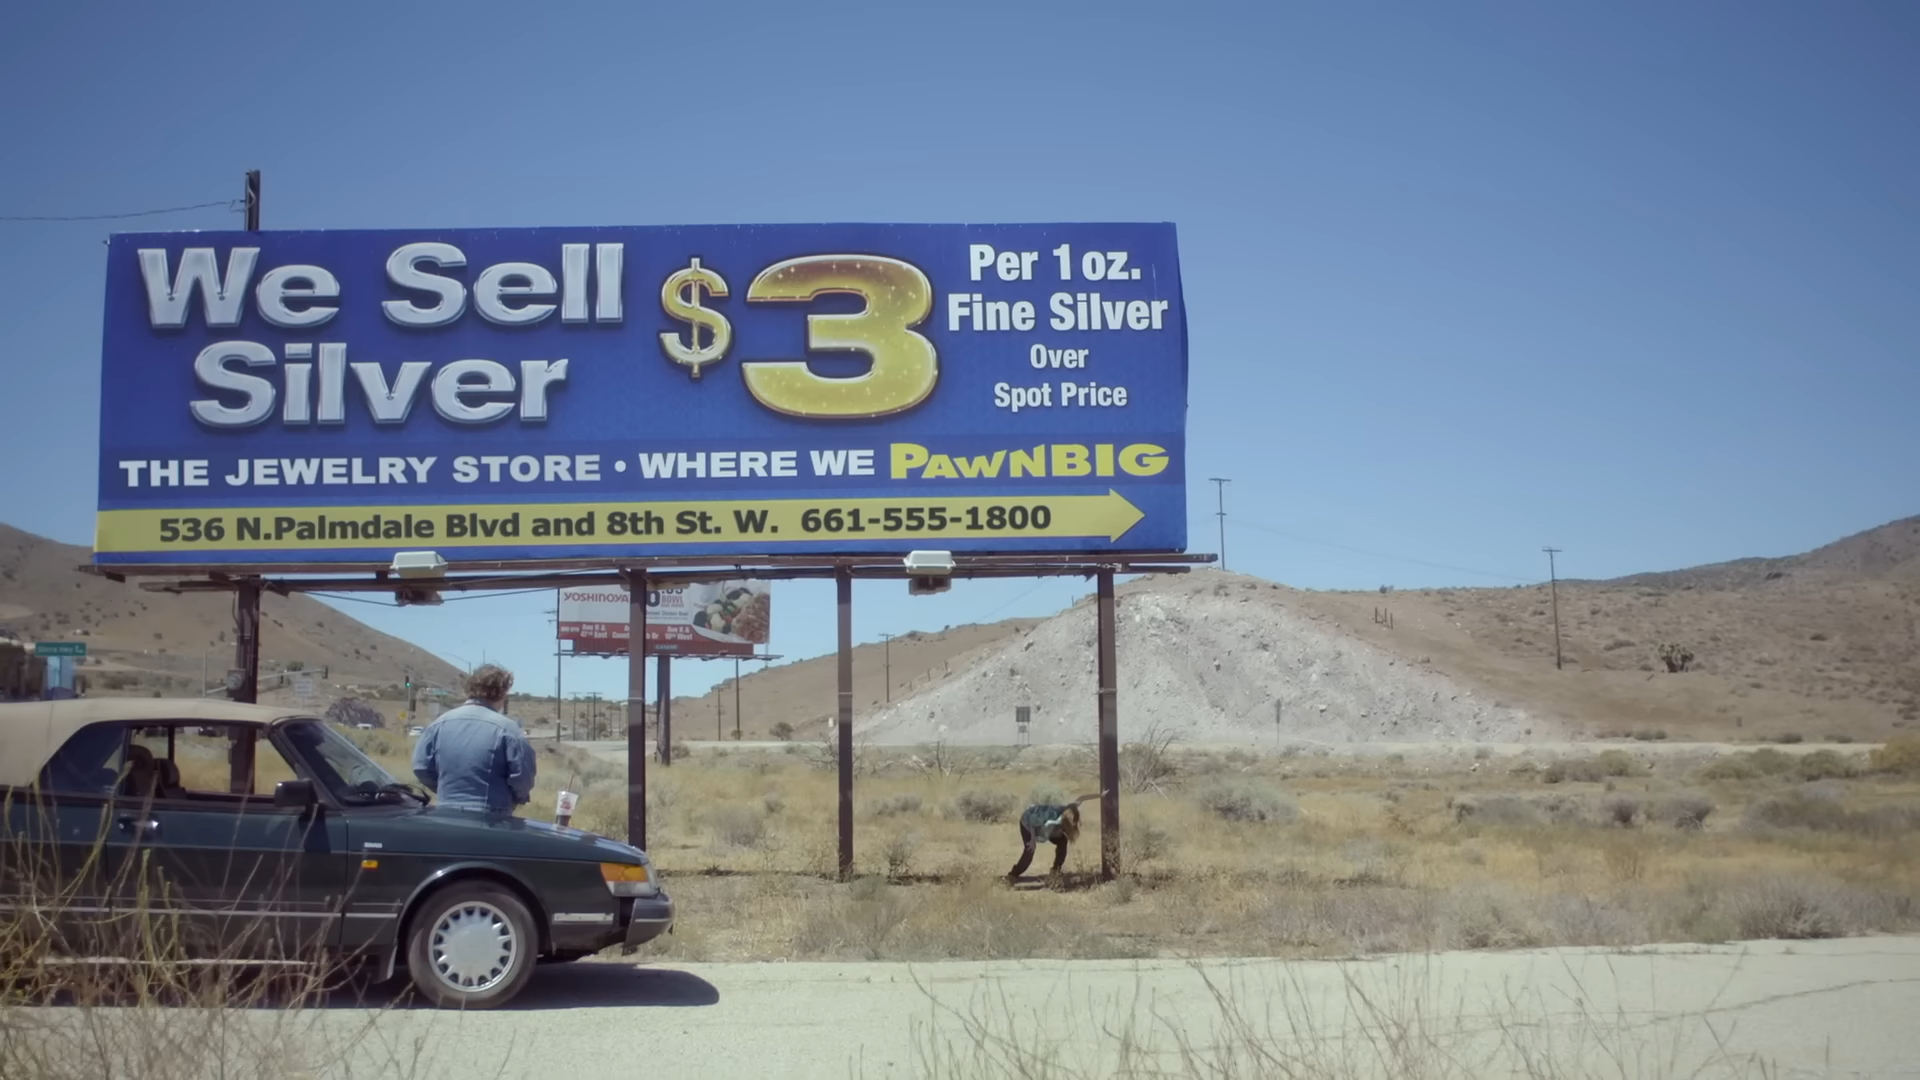 We Sell
Silver
$3
Per 1 oz.
Fine Silver
Over
Spot Price
THE JEWELRY STORE • WHERE WE PAWNBIG
536 N.Palmdale Blvd and 8th St. W. 661-555-1800
YOSHINOYA
BOWL